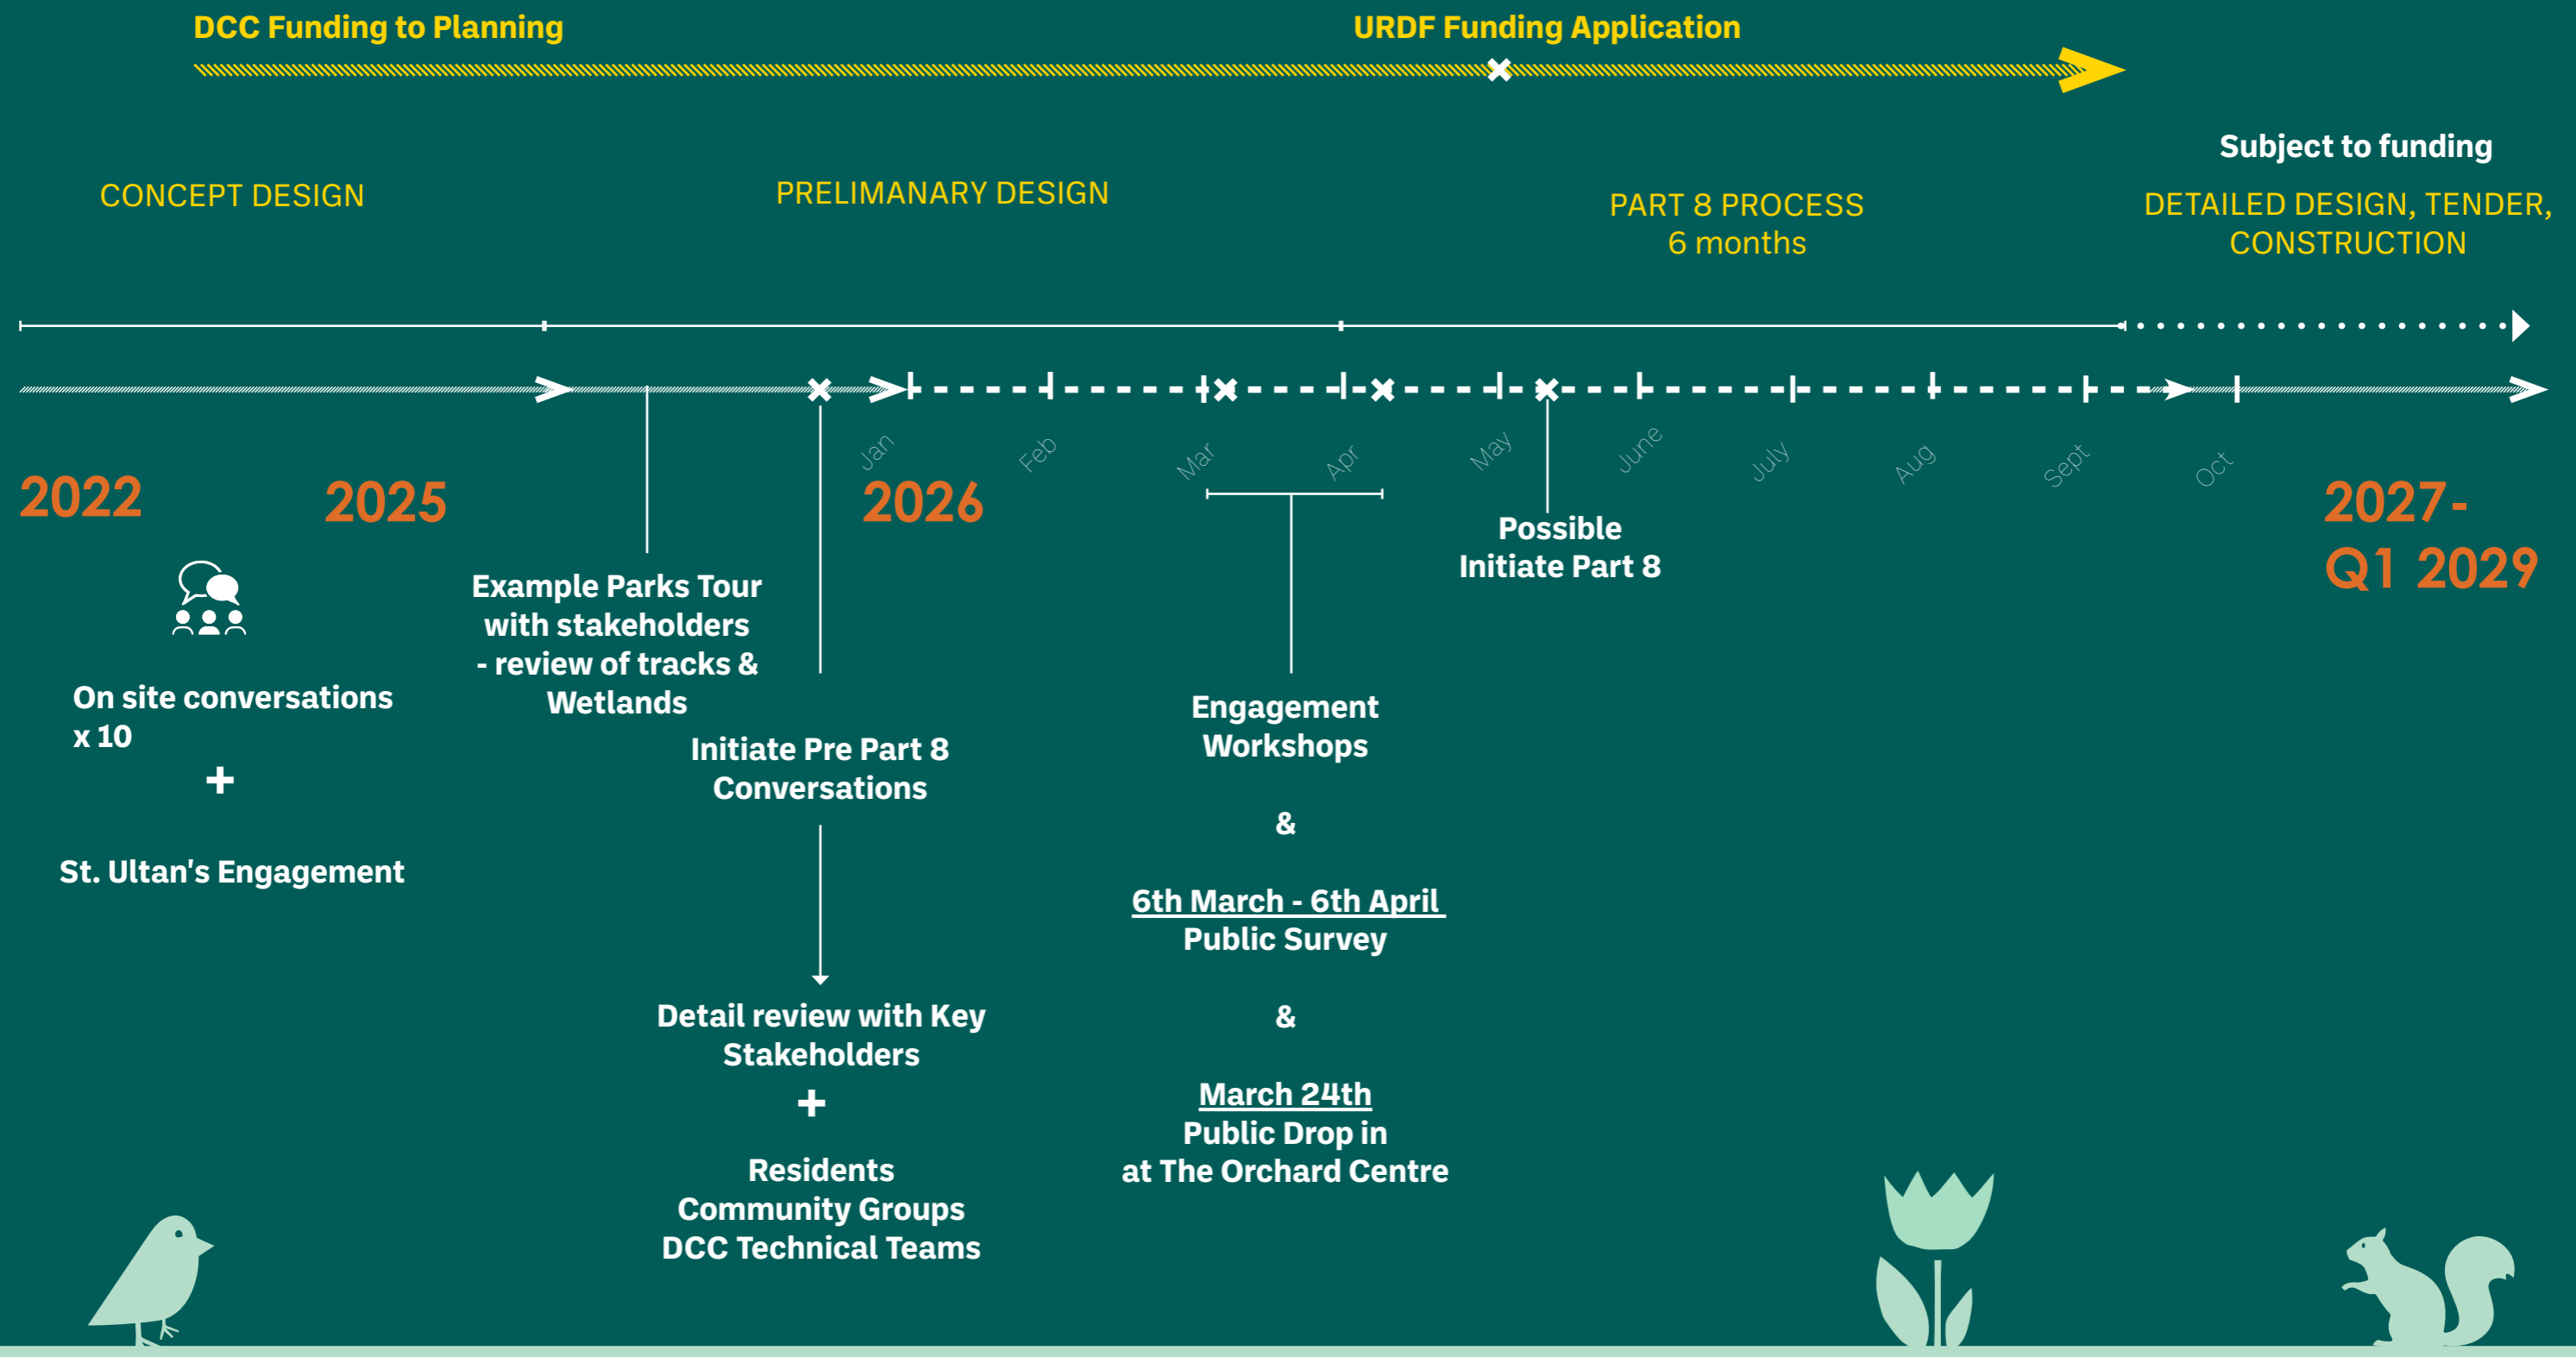 DCC Funding to Planning
URDF Funding Application
Subject to funding
CONCEPT DESIGN
PRELIMANARY DESIGN
PART 8 PROCESS
6 months
DETAILED DESIGN, TENDER,
CONSTRUCTION
Jan
Feb
Mar
Apr
May
June
July
Aug
Sept
Oct
2022
2025
2026
2027-
Q1 2029
On site conversations
x 10
+
St. Ultan's Engagement
Example Parks Tour
with stakeholders
- review of tracks &
Wetlands
Initiate Pre Part 8
Conversations
Detail review with Key
Stakeholders
+
Residents
Community Groups
DCC Technical Teams
Engagement
Workshops
&
6th March - 6th April
Public Survey
&
March 24th
Public Drop in
at The Orchard Centre
Possible
Initiate Part 8